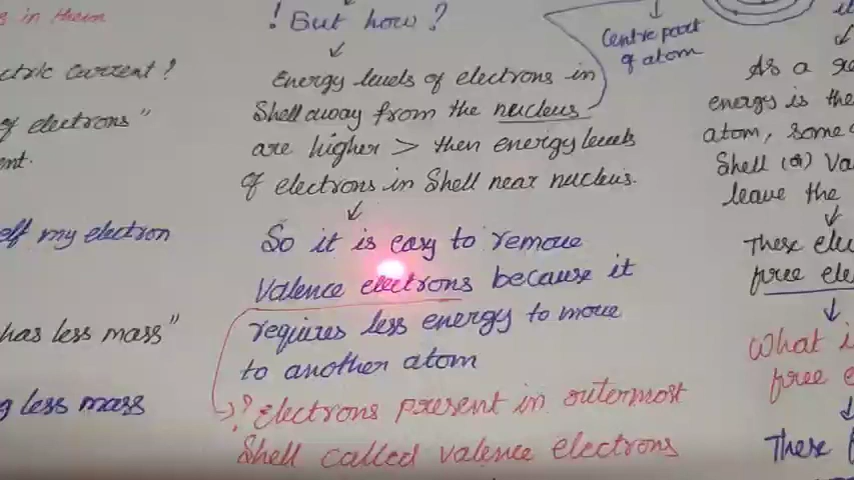 s in them
ctric current?
of electrons"
ent.
elf my electron
has less mass"
g less mass
! But how ?
Energy levels of electrons in
Shell away from the nucleus
are higher > then energy levels
of electrons in Shell near nucleus.
So it is easy to remove
Valence electrons because it
requires less energy to move
to another atom
? Electrons present in outermost
Shell called valence electrons
Centre part
of atom
As a
energy is the
atom, some
Shell (or) Va
leave the
These ele
free ele
What i
free e
These